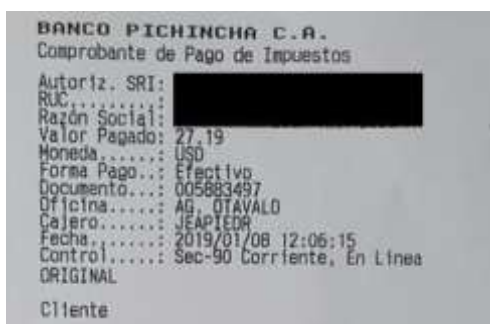 BANCO PICHINCHA C.A.
Comprobante de Pago de Impuestos
Autoriz. SRI:
RUC.........:
Razón Social:
Valor Pagado: 27.19
Moneda......: USD
Forma Pago..: Efectivo
Documento...: 005883497
Oficina.....: AG. OTAVALO
Cajero......: JEAPIEDR
Fecha.......: 2019/01/08 12:06:15
Control.....: Sec-90 Corriente, En Linea
ORIGINAL
Cliente